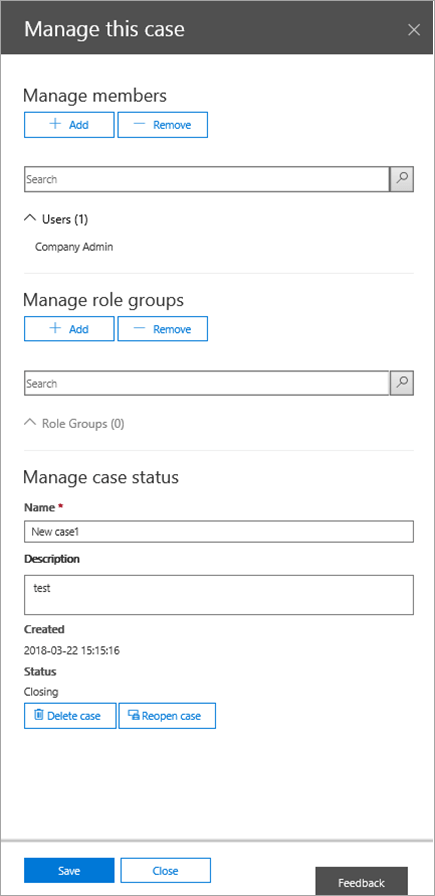 Manage this case
Manage members
Add Remove
Search
Users (1)
Company Admin
Manage role groups
Add Remove
Search
Role Groups (0)
Manage case status
Name *
New case1
Description
test
Created
2018-03-22 15:15:16
Status
Closing
Delete case Reopen case
Save Close
Feedback